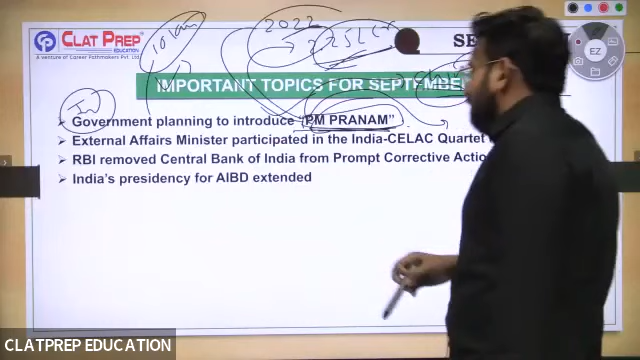 CP
CLAT PREP
EDUCATION
A venture of Career Pathmakers Pvt. Ltd.
2022
EZ
IMPORTANT TOPICS FOR SEPTEMBE
Government planning to introduce "PM PRANAM"
External Affairs Minister participated in the India-CELAC Quartet
RBI removed Central Bank of India from Prompt Corrective Actio
India's presidency for AIBD extended
CLATPREP EDUCATION